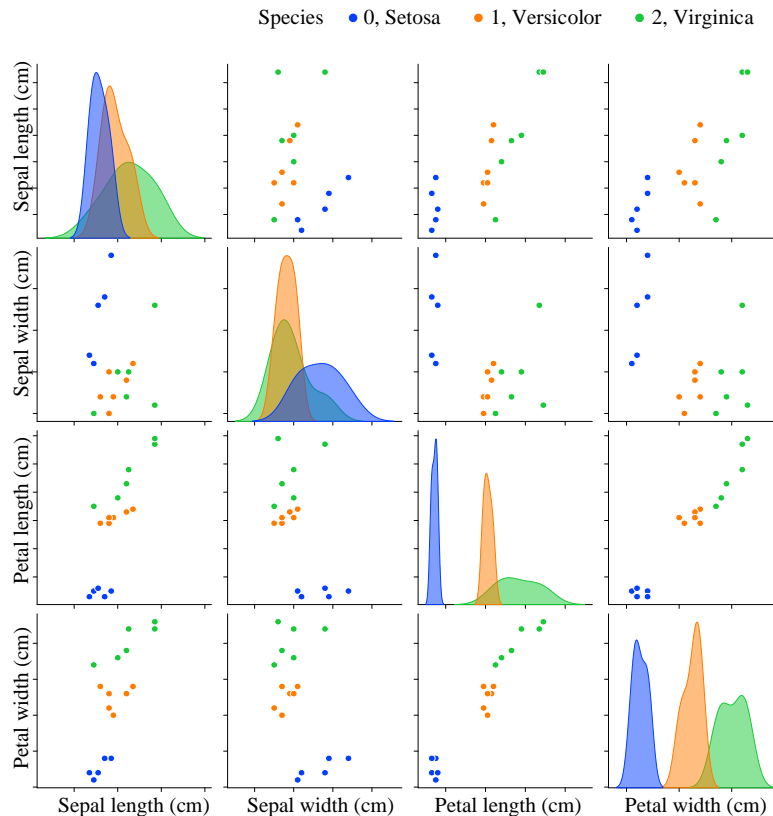 Species 0, Setosa 1, Versicolor 2, Virginica
Sepal length (cm)
Sepal width (cm)
Petal length (cm)
Petal width (cm)
Sepal length (cm) Sepal width (cm) Petal length (cm) Petal width (cm)